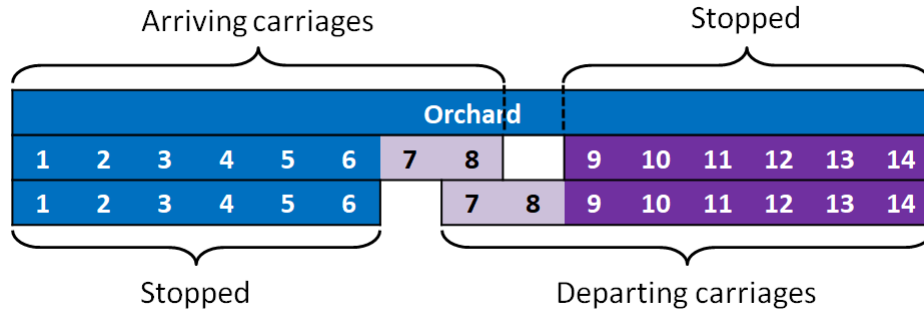 Arriving carriages Stopped
Orchard
1 2 3 4 5 6 7 8 9 10 11 12 13 14
1 2 3 4 5 6 7 8 9 10 11 12 13 14
Stopped Departing carriages